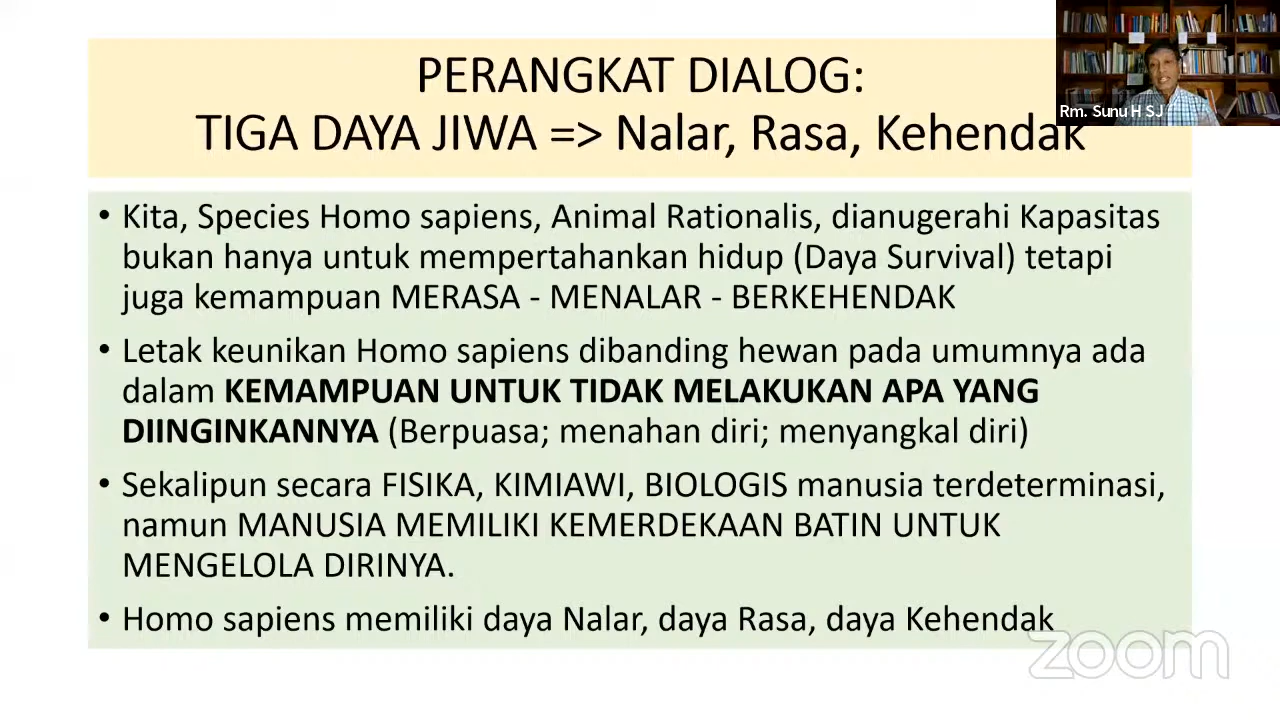 PERANGKAT DIALOG:
TIGA DAYA JIWA => Nalar, Rasa, Kehendak
Rm. Sunu H SJ
• Kita, Species Homo sapiens, Animal Rationalis, dianugerahi Kapasitas
bukan hanya untuk mempertahankan hidup (Daya Survival) tetapi
juga kemampuan MERASA - MENALAR - BERKEHENDAK
• Letak keunikan Homo sapiens dibanding hewan pada umumnya ada
dalam KEMAMPUAN UNTUK TIDAK MELAKUKAN APA YANG
DIINGINKANNYA (Berpuasa; menahan diri; menyangkal diri)
• Sekalipun secara FISIKA, KIMIAWI, BIOLOGIS manusia terdeterminasi,
namun MANUSIA MEMILIKI KEMERDEKAAN BATIN UNTUK
MENGELOLA DIRINYA.
• Homo sapiens memiliki daya Nalar, daya Rasa, daya Kehendak
zoom